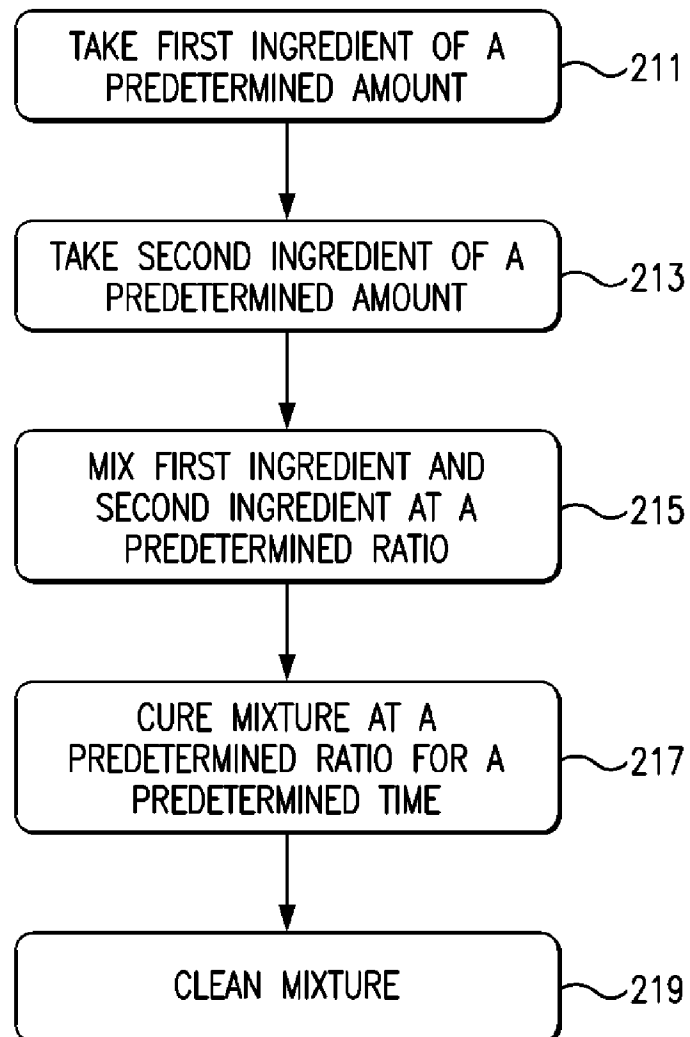 TAKE FIRST INGREDIENT OF A
PREDETERMINED AMOUNT
211
TAKE SECOND INGREDIENT OF A
PREDETERMINED AMOUNT
213
MIX FIRST INGREDIENT AND
SECOND INGREDIENT AT A
PREDETERMINED RATIO
215
CURE MIXTURE AT A
PREDETERMINED RATIO FOR A
PREDETERMINED TIME
217
CLEAN MIXTURE
219